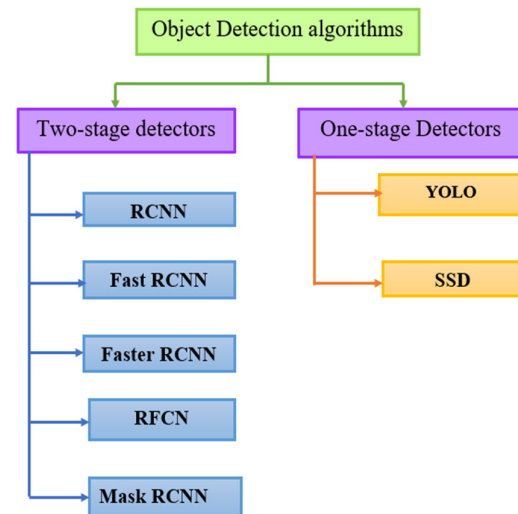 Object Detection algorithms
Two-stage detectors
RCNN
Fast RCNN
Faster RCNN
RFCN
Mask RCNN
One-stage Detectors
YOLO
SSD